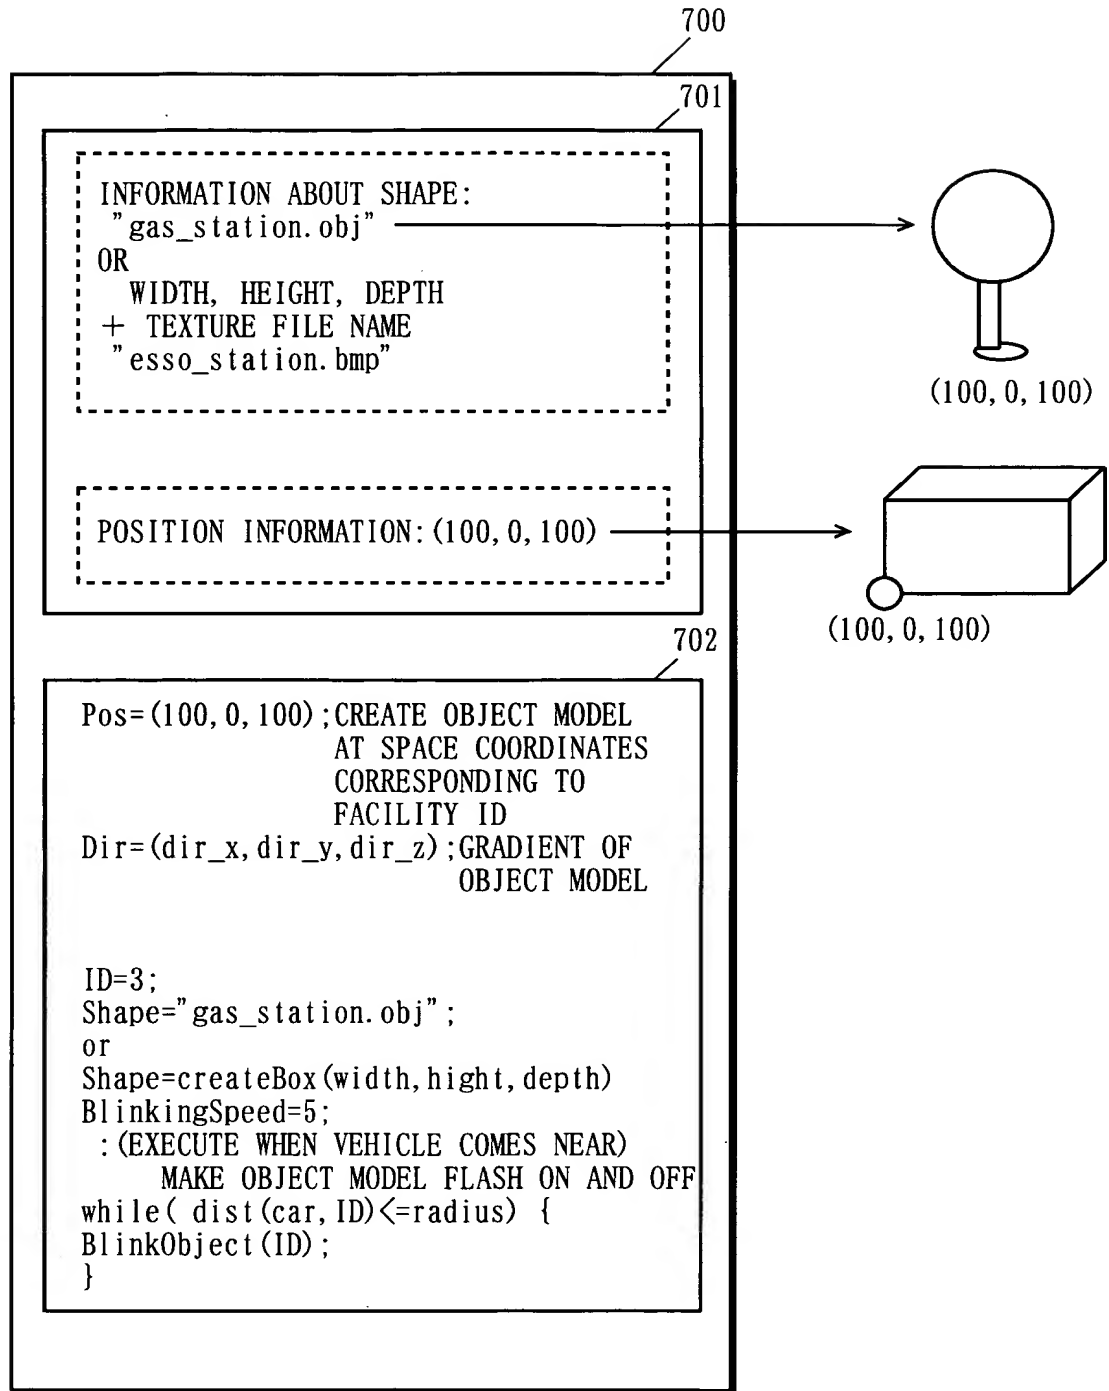 700
701
INFORMATION ABOUT SHAPE:
"gas_station.obj"
OR
WIDTH, HEIGHT, DEPTH
+ TEXTURE FILE NAME
"esso_station.bmp"
(100,0,100)
POSITION INFORMATION:(100,0,100)
(100,0,100)
702
Pos=(100,0,100);CREATE OBJECT MODEL
AT SPACE COORDINATES
CORRESPONDING TO
FACILITY ID
Dir=(dir_x,dir_y,dir_z);GRADIENT OF
OBJECT MODEL
ID=3;
Shape="gas_station.obj";
or
Shape=createBox(width,hight,depth)
BlinkingSpeed=5;
:(EXECUTE WHEN VEHICLE COMES NEAR)
MAKE OBJECT MODEL FLASH ON AND OFF
while( dist(car,ID)<=radius) {
BlinkObject(ID);
}